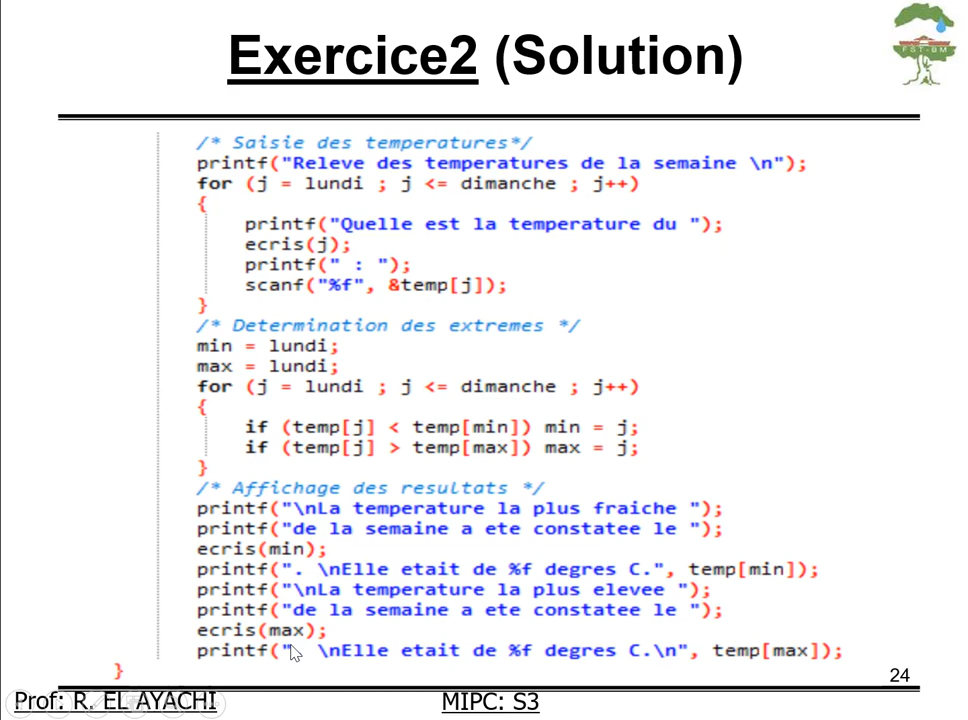 Exercice2 (Solution)
FST-BM
/* Saisie des temperatures*/
printf("Releve des temperatures de la semaine \n");
for (j = lundi ; j <= dimanche ; j++)
{
printf("Quelle est la temperature du ");
ecris(j);
printf(" : ");
scanf("%f", &temp[j]);
}
/* Determination des extremes */
min = lundi;
max = lundi;
for (j = lundi ; j <= dimanche ; j++)
{
if (temp[j] < temp[min]) min = j;
if (temp[j] > temp[max]) max = j;
}
/* Affichage des resultats */
printf("\nLa temperature la plus fraiche ");
printf("de la semaine a ete constatee le ");
ecris(min);
printf(". \nElle etait de %f degres C.", temp[min]);
printf("\nLa temperature la plus elevee ");
printf("de la semaine a ete constatee le ");
ecris(max);
printf(" \nElle etait de %f degres C.\n", temp[max]);
}
24
Prof: R. EL AYACHI
MIPC: S3